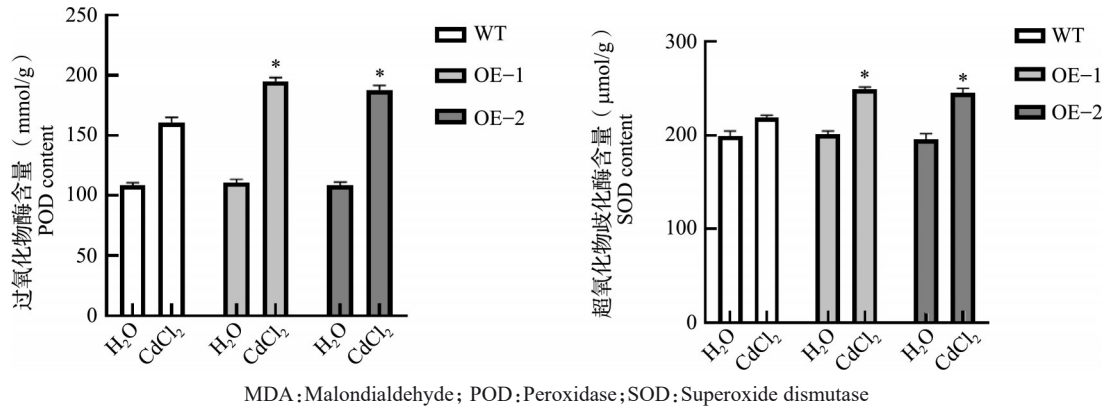 过氧化物酶含量（mmol/g）
POD content
250
200
150
100
50
0
*
*
H₂O
CdCl₂
H₂O
CdCl₂
H₂O
CdCl₂
WT
OE-1
OE-2
超氧化物歧化酶含量（μmol/g）
SOD content
300
200
100
0
*
*
H₂O
CdCl₂
H₂O
CdCl₂
H₂O
CdCl₂
WT
OE-1
OE-2
MDA:Malondialdehyde; POD:Peroxidase;SOD:Superoxide dismutase